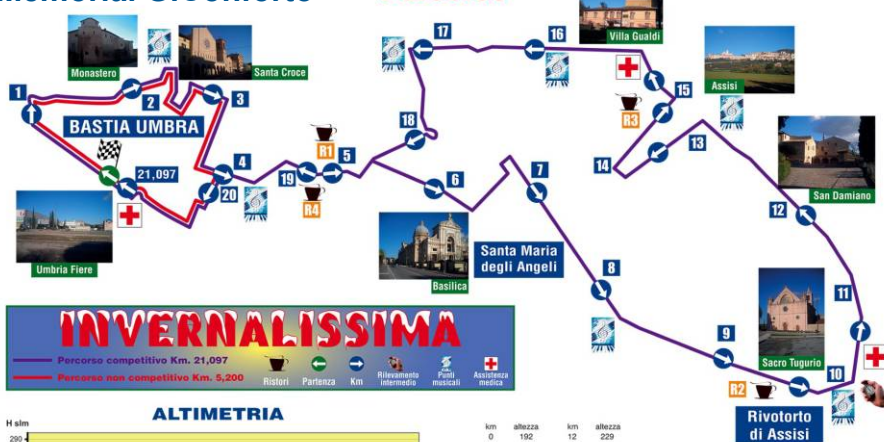 17
16
Villa Gualdi
Monastero
Santa Croce
1
2
3
15
Assisi
BASTIA UMBRA
R3
R1
18
13
21,097
4
19
5
14
20
R4
6
7
12
San Damiano
Umbria Fiere
Santa Maria
degli Angeli
Basilica
8
11
INVERNALISSIMA
9
Sacro Tugurio
Percorso competitivo Km. 21,097
Percorso non competitivo Km. 5,200
Ristori
Partenza
Km
Rilevamento
intermedio
Punti
musicali
Assistenza
medica
R2
10
Rivotorto
di Assisi
ALTIMETRIA
H slm
290
km altezza km altezza
0 192 12 229